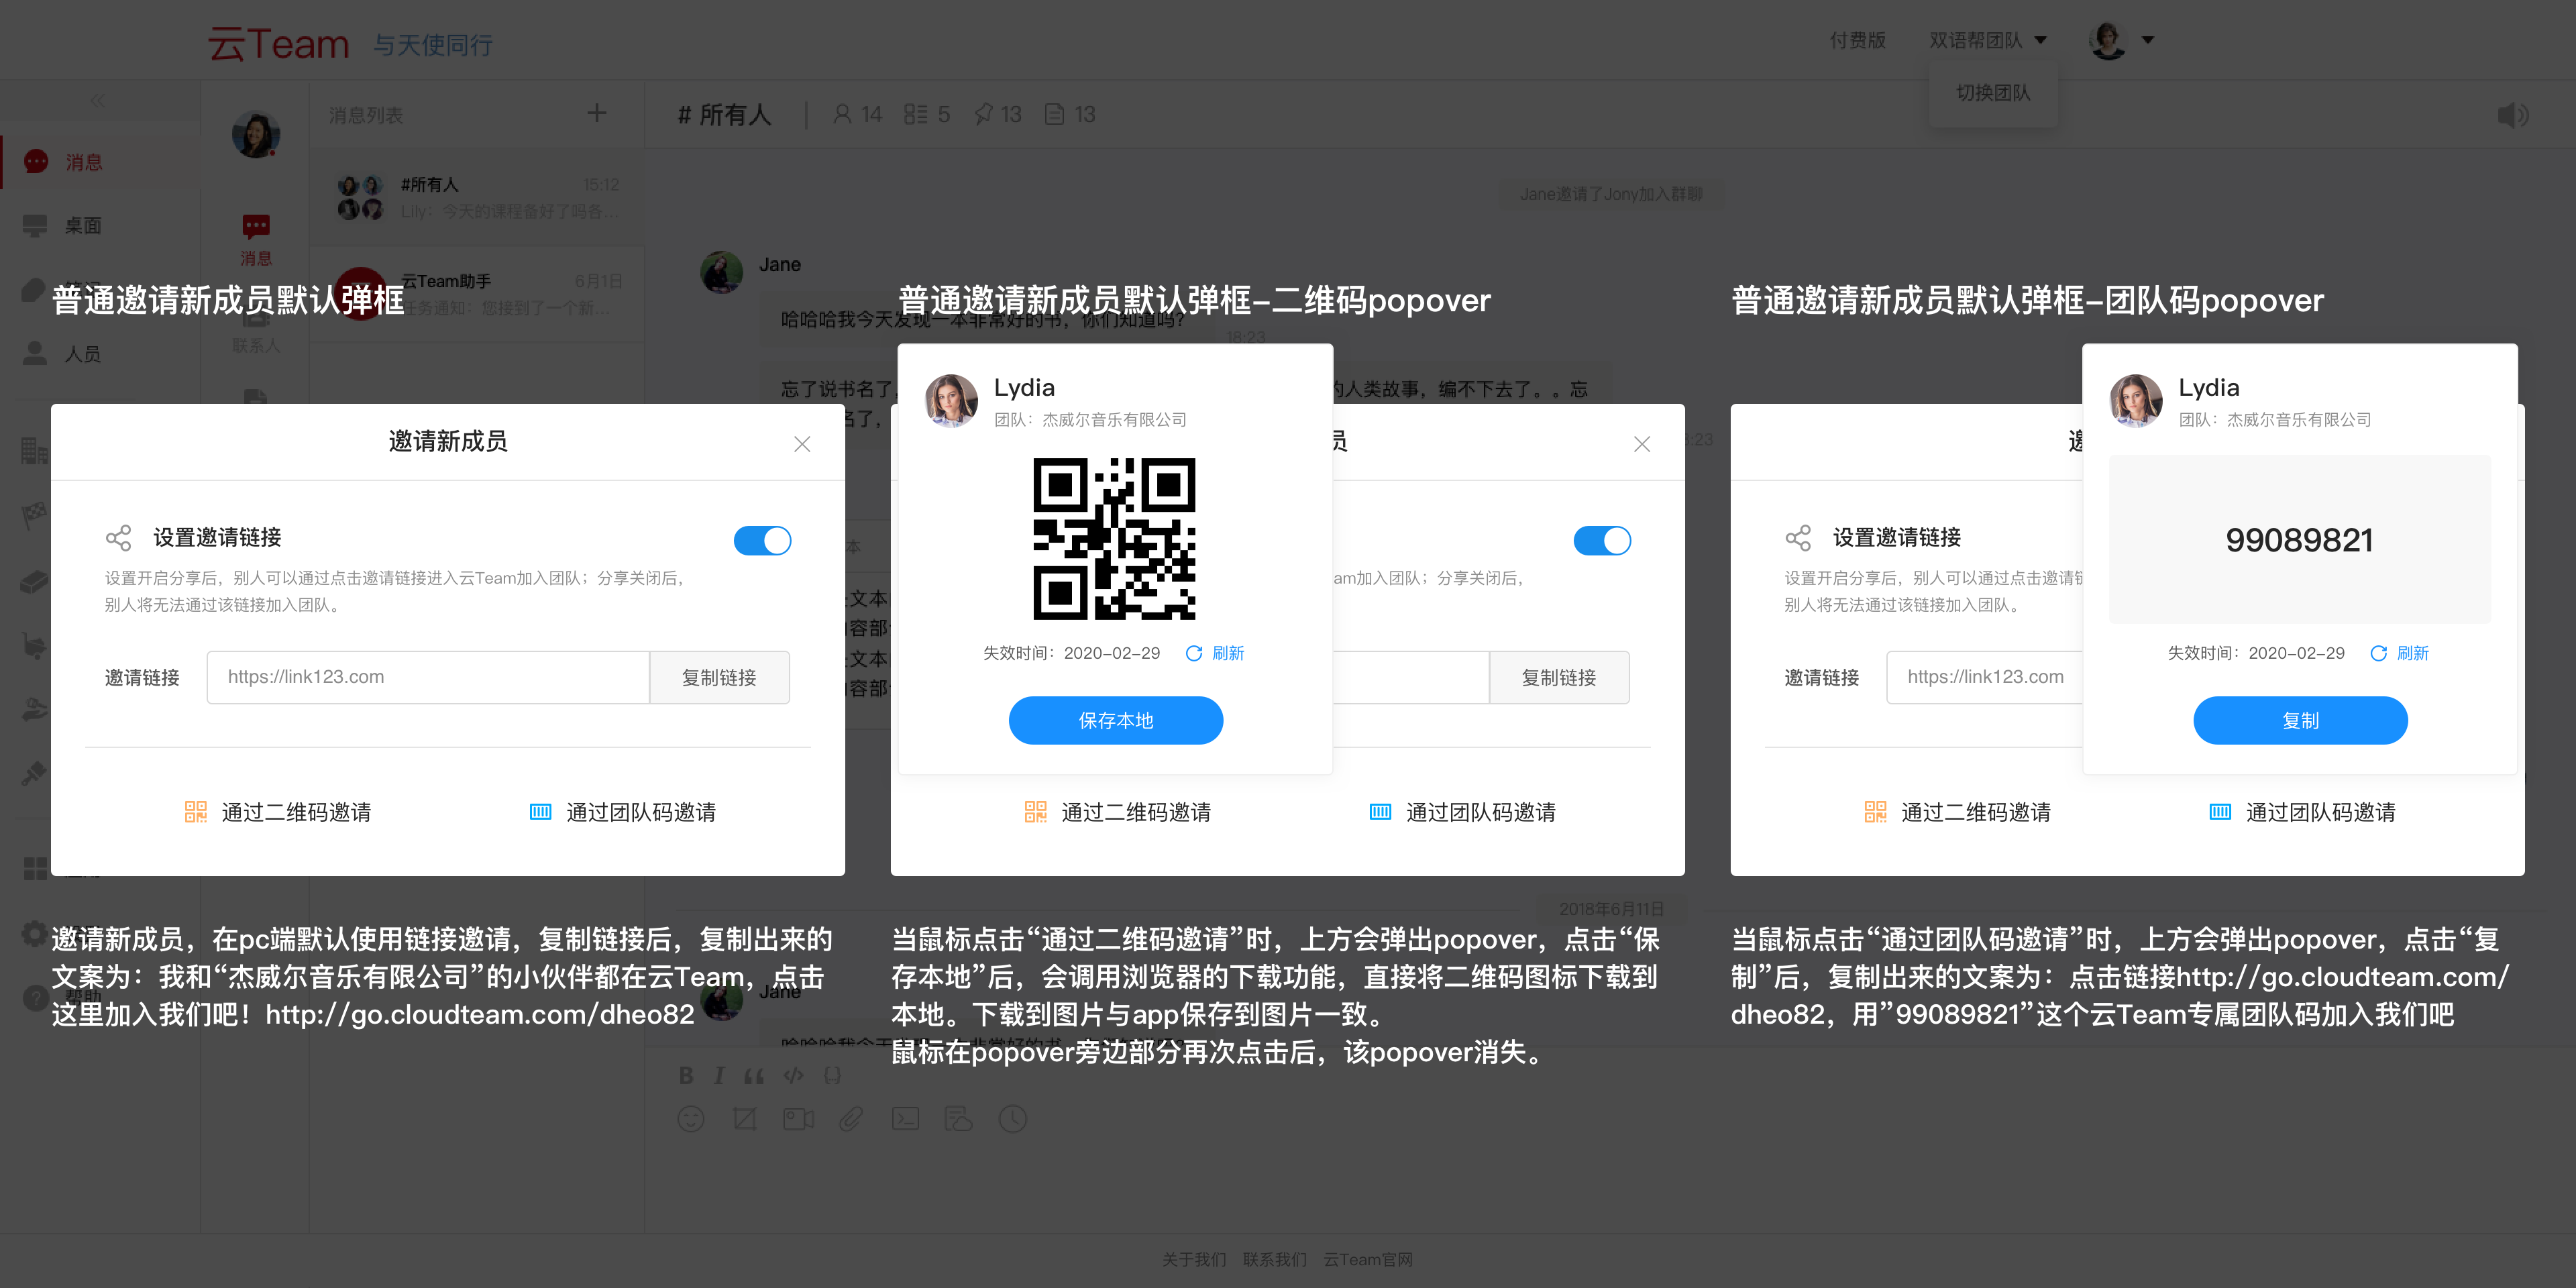 云Team 与天使同行
付费版 双语帮团队
切换团队
消息列表
# 所有人 14 5 13 13
消息
桌面
人员
消息
联系人
#所有人 15:12
Lily：今天的课程备好了吗各...
云Team助手 6月1日
任务通知：您接到了一个新...
Jane邀请了Jony加入群聊
Jane
哈哈哈我今天发现一本非常好的书，你们知道吗？
18:23
忘了说书名了，
的人类故事，编不下去了。。忘
名了，
普通邀请新成员默认弹框
邀请新成员
设置邀请链接
设置开启分享后，别人可以通过点击邀请链接进入云Team加入团队；分享关闭后，
别人将无法通过该链接加入团队。
邀请链接 https://link123.com 复制链接
通过二维码邀请 通过团队码邀请
邀请新成员，在pc端默认使用链接邀请，复制链接后，复制出来的
文案为：我和“杰威尔音乐有限公司”的小伙伴都在云Team，点击
这里加入我们吧！http://go.cloudteam.com/dheo82
普通邀请新成员默认弹框-二维码popover
Lydia
团队：杰威尔音乐有限公司
员
am加入团队；分享关闭后，
失效时间：2020-02-29 刷新
保存本地
复制链接
通过二维码邀请 通过团队码邀请
当鼠标点击“通过二维码邀请”时，上方会弹出popover，点击“保
存本地”后，会调用浏览器的下载功能，直接将二维码图标下载到
本地。下载到图片与app保存到图片一致。
鼠标在popover旁边部分再次点击后，该popover消失。
普通邀请新成员默认弹框-团队码popover
Lydia
团队：杰威尔音乐有限公司
99089821
失效时间：2020-02-29 刷新
复制
设置邀请链接
设置开启分享后，别人可以通过点击邀请链
别人将无法通过该链接加入团队。
邀请链接 https://link123.com
通过二维码邀请 通过团队码邀请
当鼠标点击“通过团队码邀请”时，上方会弹出popover，点击“复
制”后，复制出来的文案为：点击链接http://go.cloudteam.com/
dheo82，用”99089821”这个云Team专属团队码加入我们吧
2018年6月11日
Jane
关于我们 联系我们 云Team官网